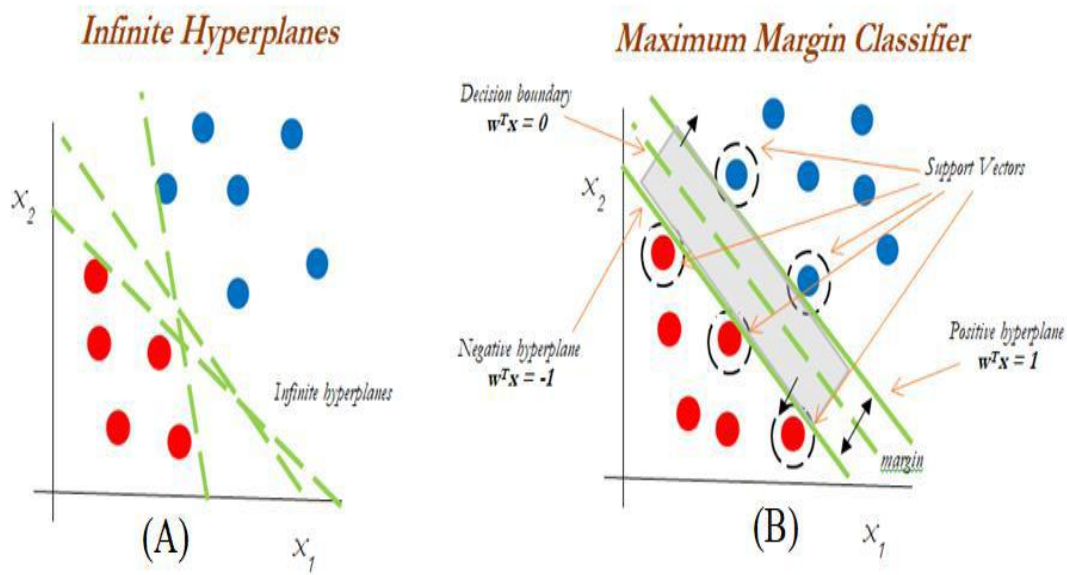 Infinite Hyperplanes
X2
Infinite hyperplanes
(A)
X1
Maximum Margin Classifier
Decision boundary
wTx = 0
Support Vectors
X2
Negative hyperplane
wTx = -1
Positive hyperplane
wTx = 1
margin
(B)
X1